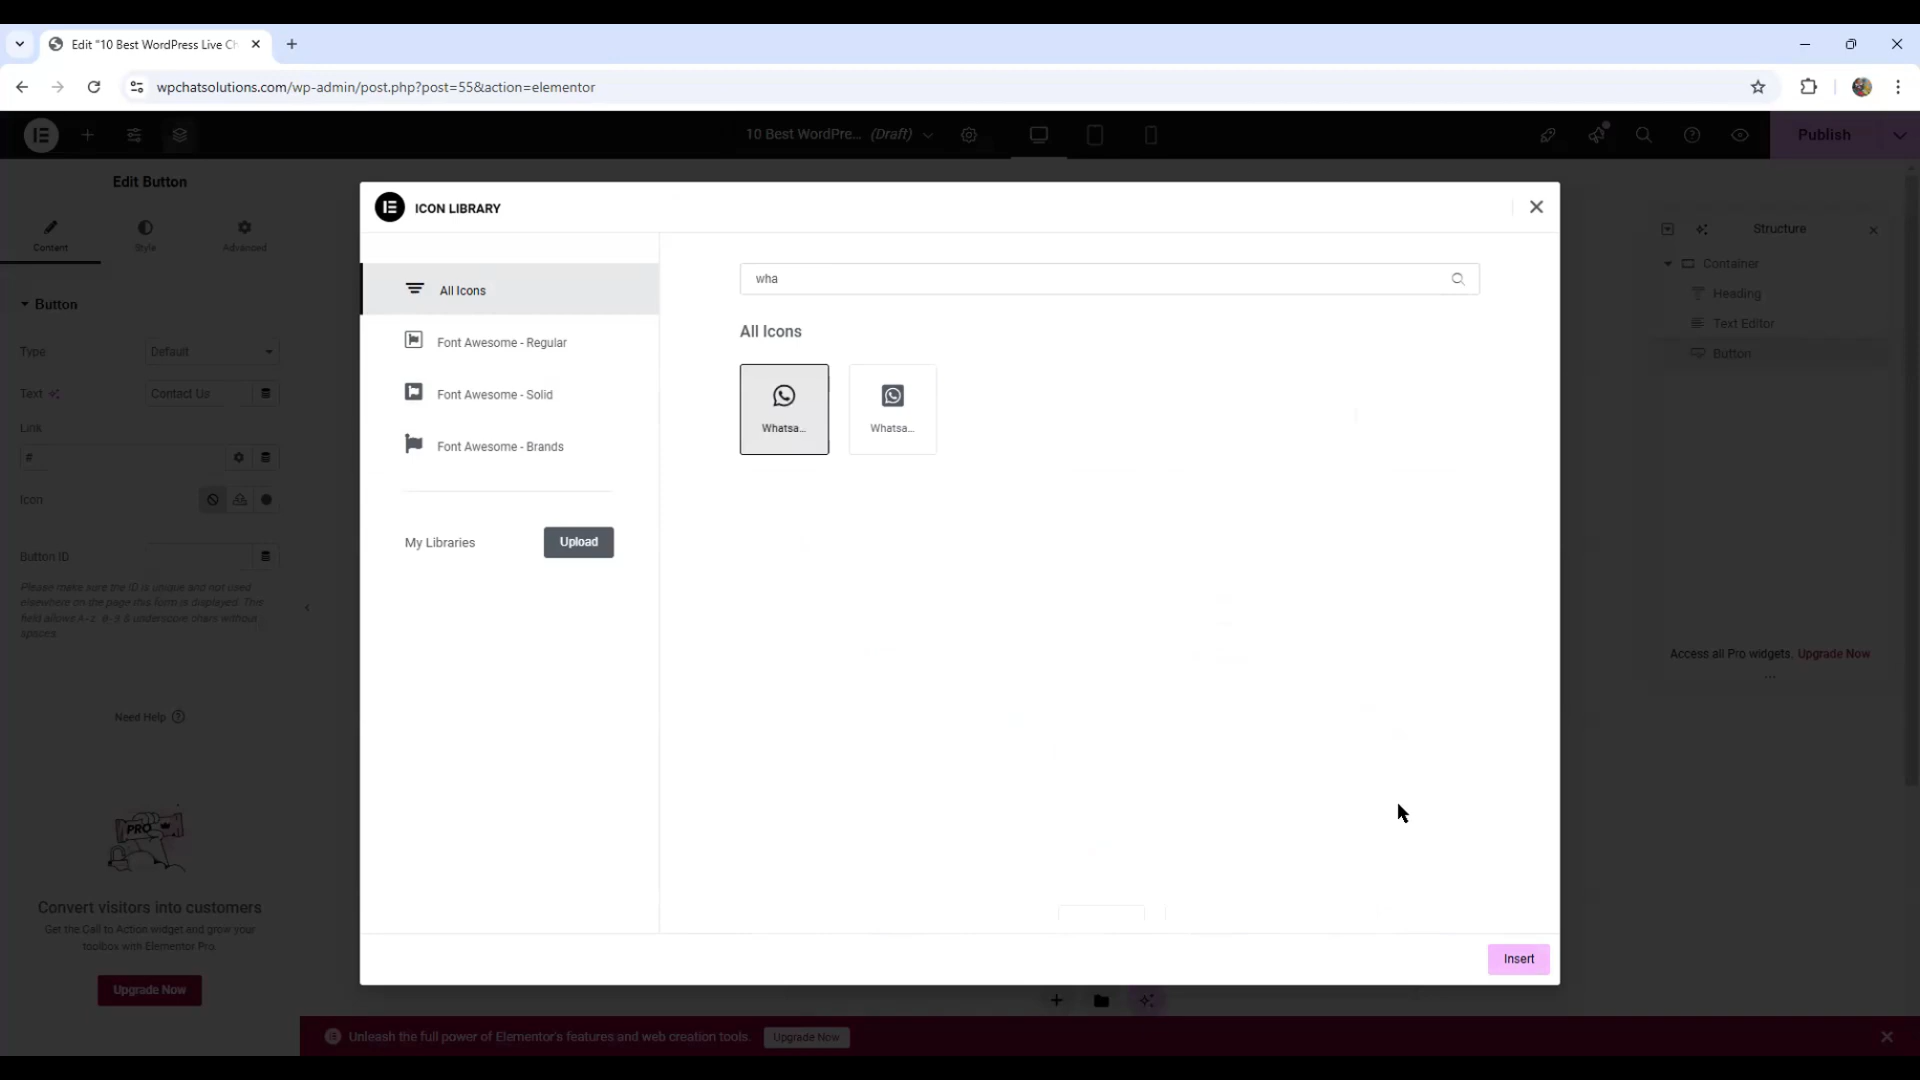 Edit "10 Best WordPress Live Ch
wpchatsolutions.com/wp-admin/post.php?post=55&action=elementor
10 Best WordPre... (Draft)
Publish
Edit Button
Content
Style
Advanced
Button
Type
Default
Text
Contact Us
Link
#
Icon
Button ID
Please make sure the ID is unique and not used
elsewhere on the page this form is displayed. This
field allows A-z, 0-9 & underscore chars without
spaces.
Need Help
PRO
Convert visitors into customers
Get the Call to Action widget and grow your
toolbox with Elementor Pro.
Upgrade Now
ICON LIBRARY
All Icons
Font Awesome - Regular
Font Awesome - Solid
Font Awesome - Brands
My Libraries
Upload
wha
All Icons
Whatsa...
Whatsa...
Insert
Structure
Container
Heading
Text Editor
Button
Access all Pro widgets. Upgrade Now
...
Unleash the full power of Elementor's features and web creation tools.
Upgrade Now